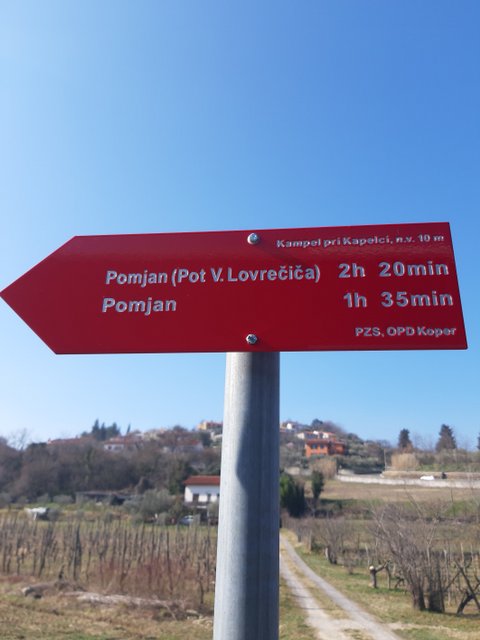 Kampel pri Kapelci, n.v. 10 m
Pomjan (Pot V. Lovrečiča) 2h 20min
Pomjan 1h 35min
PZS, OPD Koper